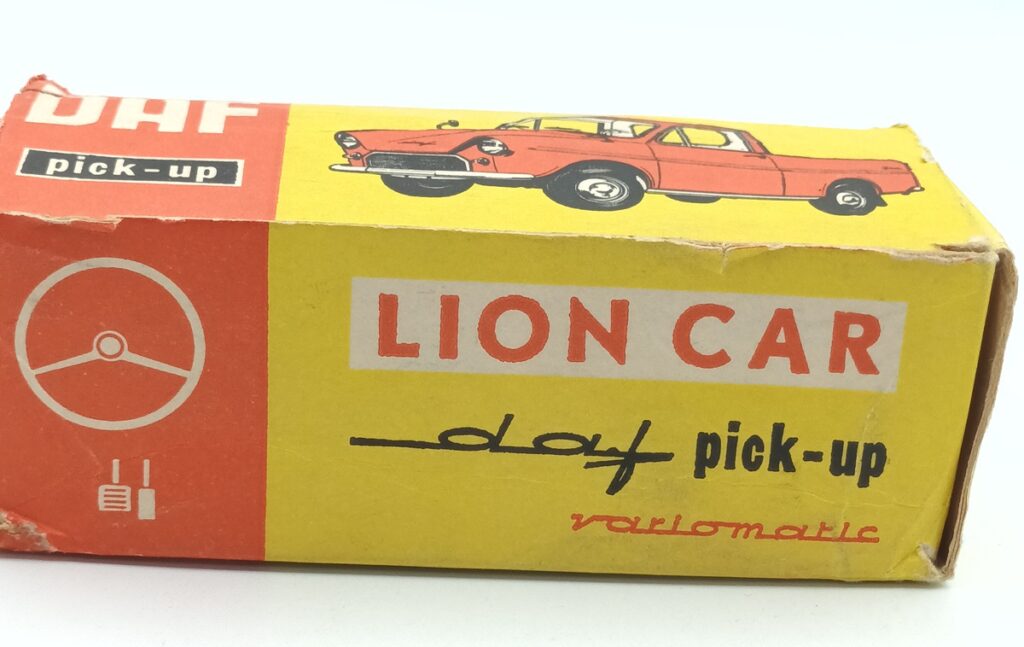 DAF
pick-up
LION CAR
daf pick-up
variomatic